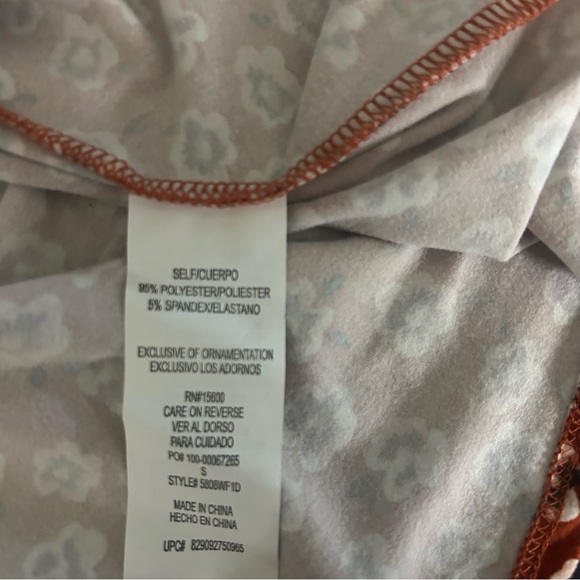 SELF/CUERPO
95% POLYESTER/POLIESTER
5% SPANDEX/ELASTANO
EXCLUSIVE OF ORNAMENTATION
EXCLUSIVO LOS ADORNOS
RN#15600
CARE ON REVERSE
VER AL DORSO
PARA CUIDADO
PO# 100-00067265
S
STYLE# 5808WF1D
MADE IN CHINA
HECHO EN CHINA
UPC# 829092750965